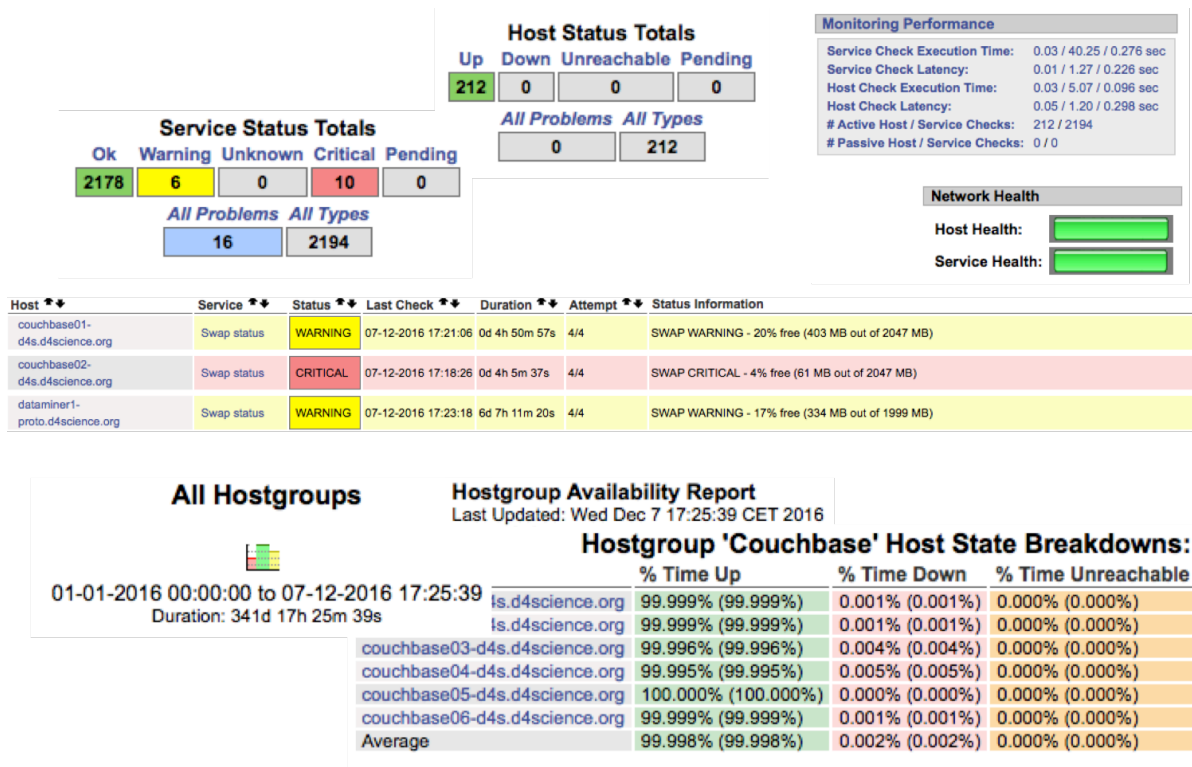 Host Status Totals
Up Down Unreachable Pending
212 0 0 0
All Problems All Types
0 212
Monitoring Performance
Service Check Execution Time: 0.03 / 40.25 / 0.276 sec
Service Check Latency: 0.01 / 1.27 / 0.226 sec
Host Check Execution Time: 0.03 / 5.07 / 0.096 sec
Host Check Latency: 0.05 / 1.20 / 0.298 sec
# Active Host / Service Checks: 212 / 2194
# Passive Host / Service Checks: 0 / 0
Service Status Totals
Ok Warning Unknown Critical Pending
2178 6 0 10 0
All Problems All Types
16 2194
Network Health
Host Health:
Service Health:
Host Service Status Last Check Duration Attempt Status Information
couchbase01-
d4s.d4science.org Swap status WARNING 07-12-2016 17:21:06 0d 4h 50m 57s 4/4 SWAP WARNING - 20% free (403 MB out of 2047 MB)
couchbase02-
d4s.d4science.org Swap status CRITICAL 07-12-2016 17:18:26 0d 4h 5m 37s 4/4 SWAP CRITICAL - 4% free (61 MB out of 2047 MB)
dataminer1-
proto.d4science.org Swap status WARNING 07-12-2016 17:23:18 6d 7h 11m 20s 4/4 SWAP WARNING - 17% free (334 MB out of 1999 MB)
All Hostgroups
01-01-2016 00:00:00 to 07-12-2016 17:25:39
Duration: 341d 17h 25m 39s
Hostgroup Availability Report
Last Updated: Wed Dec 7 17:25:39 CET 2016
Hostgroup 'Couchbase' Host State Breakdowns:
% Time Up % Time Down % Time Unreachable
4s.d4science.org 99.999% (99.999%) 0.001% (0.001%) 0.000% (0.000%)
4s.d4science.org 99.999% (99.999%) 0.001% (0.001%) 0.000% (0.000%)
couchbase03-d4s.d4science.org 99.996% (99.996%) 0.004% (0.004%) 0.000% (0.000%)
couchbase04-d4s.d4science.org 99.995% (99.995%) 0.005% (0.005%) 0.000% (0.000%)
couchbase05-d4s.d4science.org 100.000% (100.000%) 0.000% (0.000%) 0.000% (0.000%)
couchbase06-d4s.d4science.org 99.999% (99.999%) 0.001% (0.001%) 0.000% (0.000%)
Average 99.998% (99.998%) 0.002% (0.002%) 0.000% (0.000%)